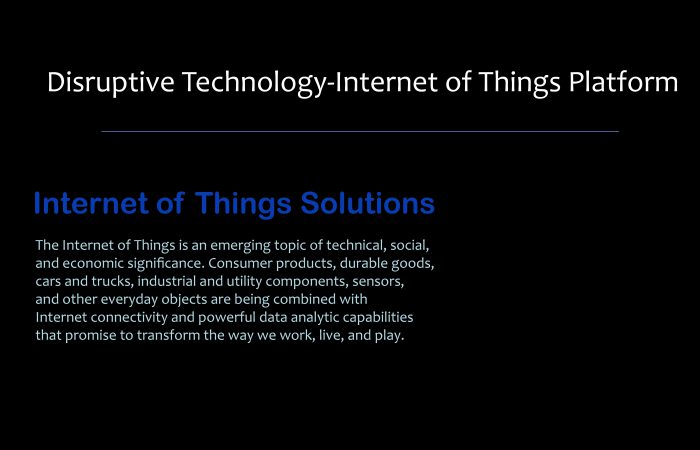 Disruptive Technology-Internet of Things Platform
Internet of Things Solutions
The Internet of Things is an emerging topic of technical, social,
and economic significance. Consumer products, durable goods,
cars and trucks, industrial and utility components, sensors,
and other everyday objects are being combined with
Internet connectivity and powerful data analytic capabilities
that promise to transform the way we work, live, and play.